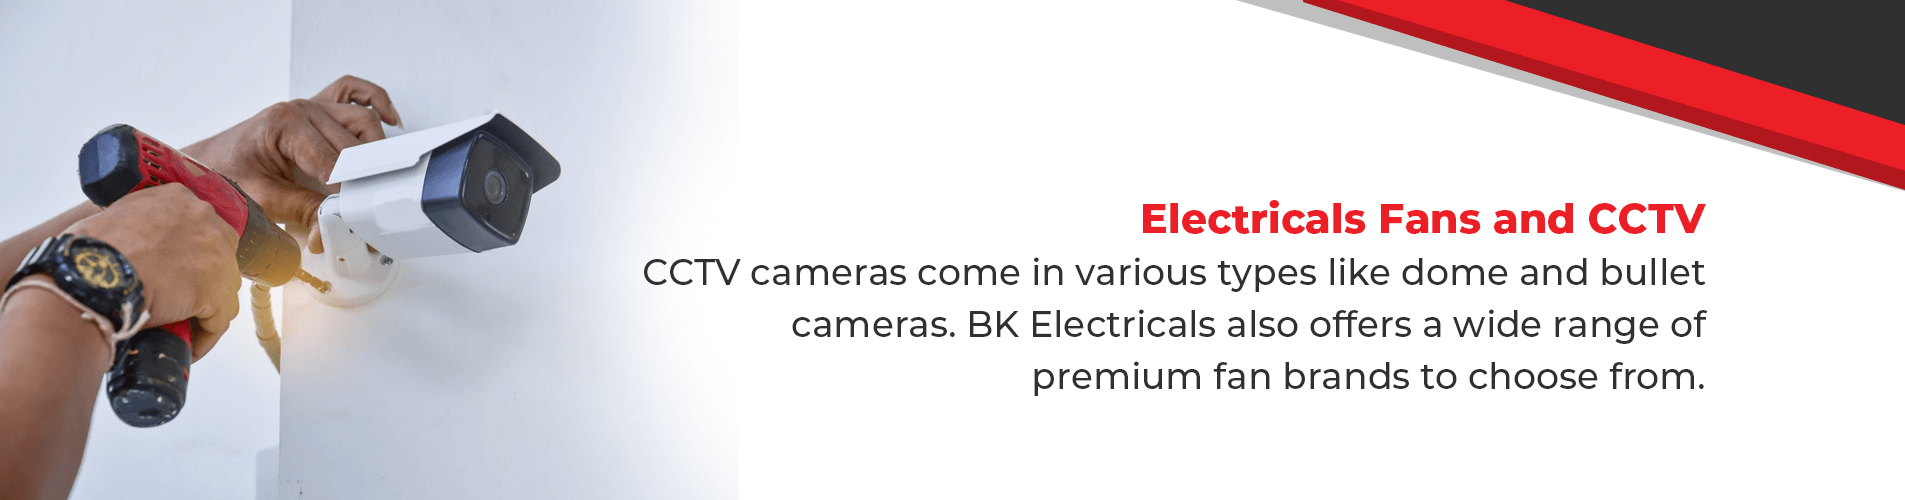 Electricals Fans and CCTV
CCTV cameras come in various types like dome and bullet
cameras. BK Electricals also offers a wide range of
premium fan brands to choose from.